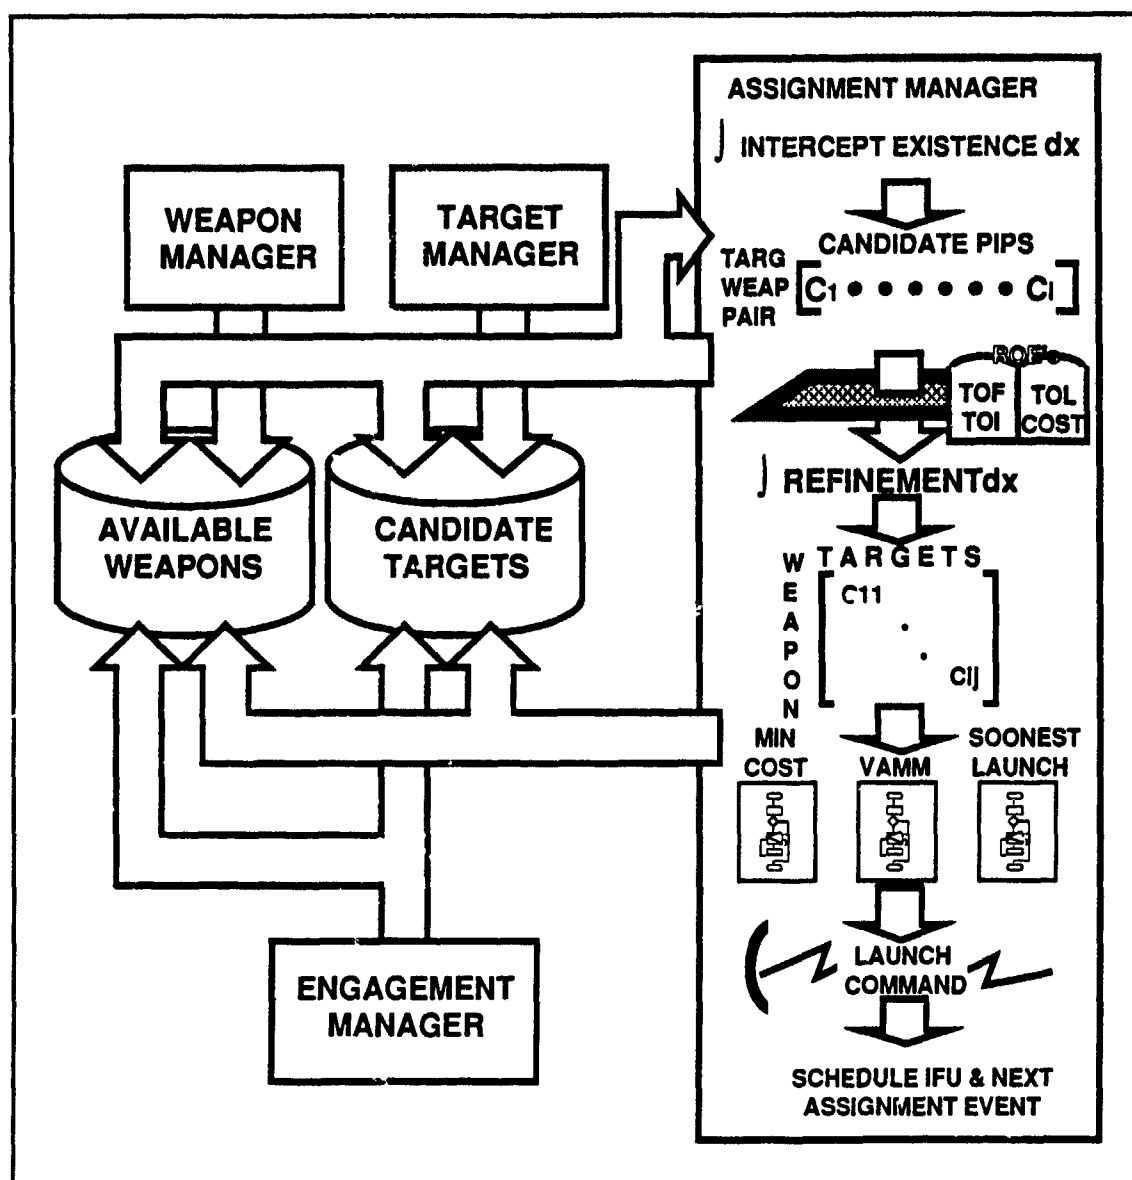 WEAPON
MANAGER
TARGET
MANAGER
AVAILABLE
WEAPONS
CANDIDATE
TARGETS
ENGAGEMENT
MANAGER
ASSIGNMENT MANAGER
∫ INTERCEPT EXISTENCE dx
CANDIDATE PIPS
TARG
WEAP
PAIR
[C1 • • • • • • Ci]
ROE's
TOF
TOI
TOL
COST
∫ REFINEMENTdx
TARGETS
WEAPON
C11
Cij
MIN
COST
VAMM
SOONEST
LAUNCH
LAUNCH
COMMAND
SCHEDULE IFU & NEXT
ASSIGNMENT EVENT